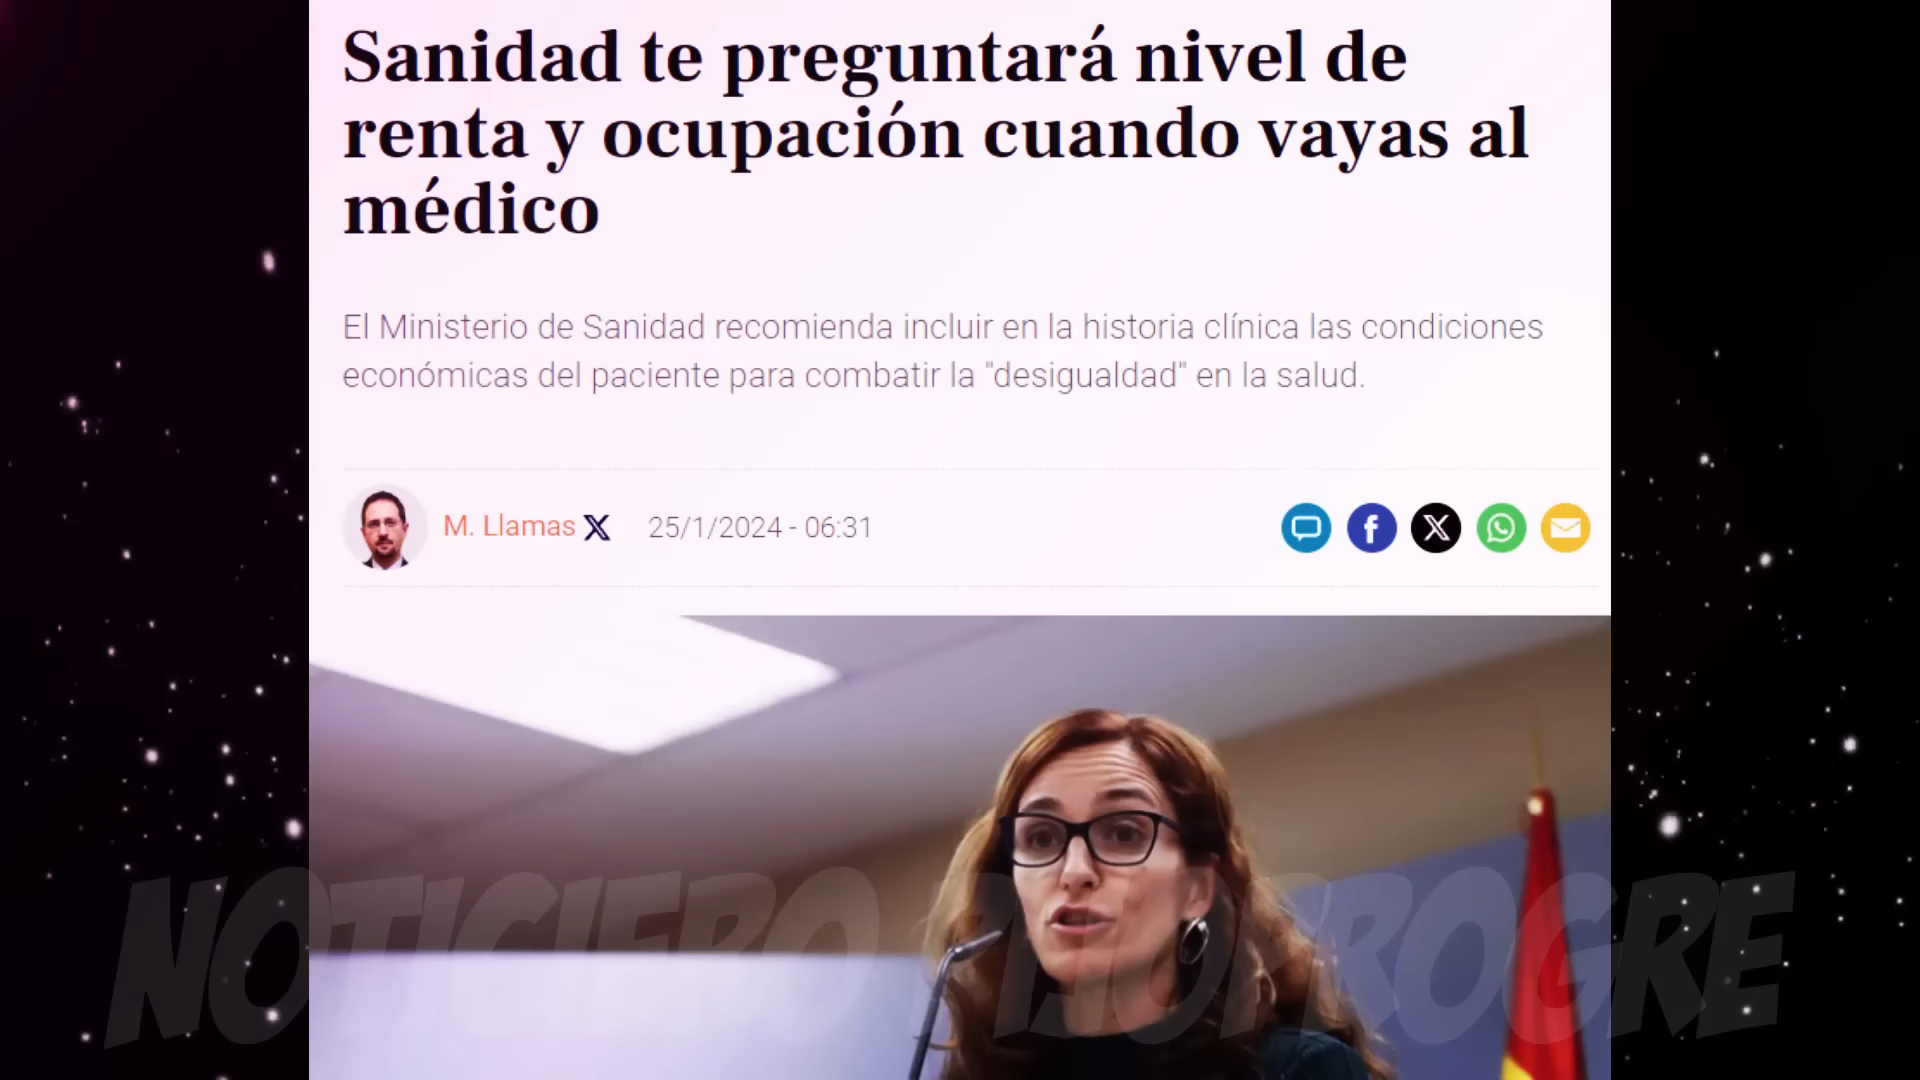 Sanidad te preguntará nivel de
renta y ocupación cuando vayas al
médico
El Ministerio de Sanidad recomienda incluir en la historia clínica las condiciones
económicas del paciente para combatir la "desigualdad" en la salud.
M. Llamas X 25/1/2024 - 06:31